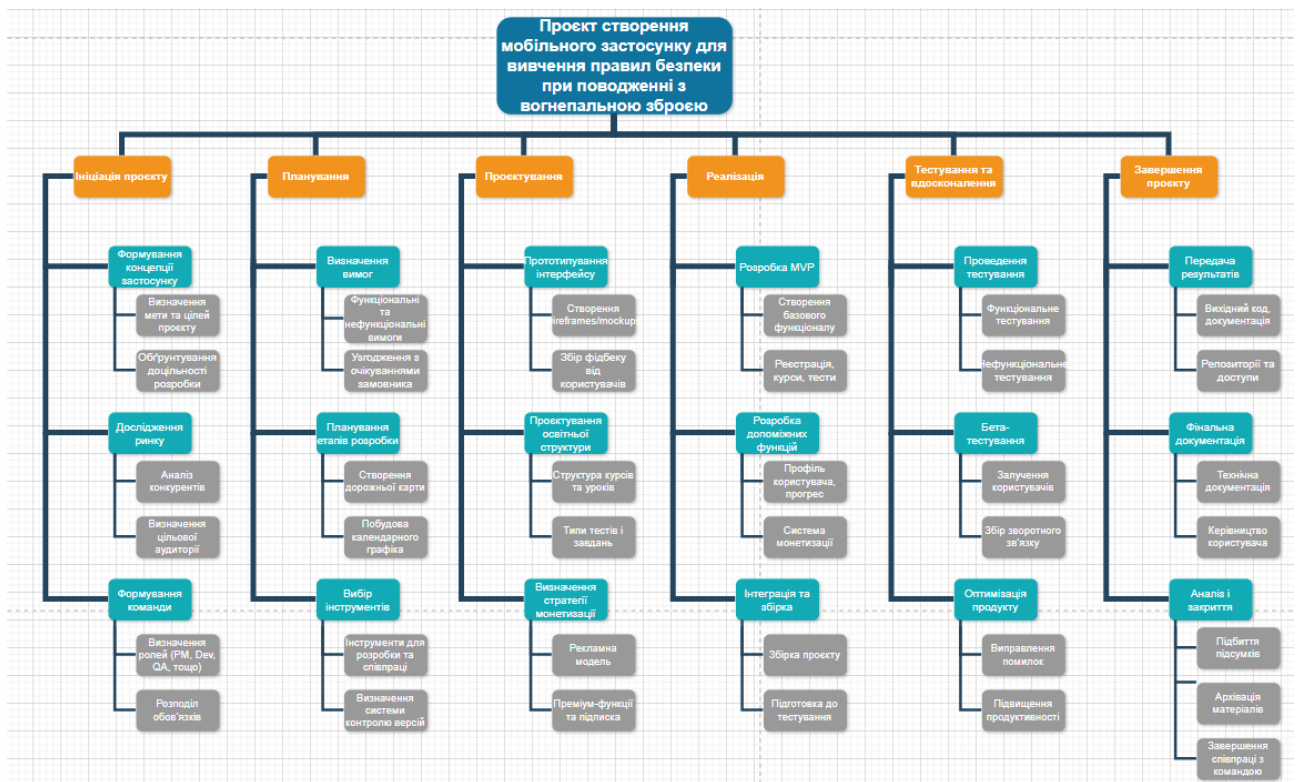 Проєкт створення
мобільного застосунку для
вивчення правил безпеки
при поводженні з
вогнепальною зброєю
Ініціація проєкту
Формування
концепції
застосунку
Визначення
мети та цілей
проєкту
Обґрунтування
доцільності
розробки
Дослідження
ринку
Аналіз
конкурентів
Визначення
цільової
аудиторії
Формування
команди
Визначення
ролей (PM, Dev,
QA, тощо)
Розподіл
обов'язків
Планування
Визначення
вимог
Функціональні
та
нефункціональні
вимоги
Узгодження з
очікуваннями
замовника
Планування
етапів розробки
Створення
дорожньої карти
Побудова
календарного
графіка
Вибір
інструментів
Інструменти для
розробки та
співпраці
Визначення
системи
контролю версій
Проєктування
Прототипування
інтерфейсу
Створення
ireframes/mockups
Збір фідбеку
від
користувачів
Проєктування
освітньої
структури
Структура курсів
та уроків
Типи тестів і
завдань
Визначення
стратегії
монетизації
Рекламна
модель
Преміум-функції
та підписка
Реалізація
Розробка MVP
Створення
базового
функціоналу
Реєстрація,
курси, тести
Розробка
допоміжних
функцій
Профіль
користувача,
прогрес
Система
монетизації
Інтеграція та
збірка
Збірка проєкту
Підготовка до
тестування
Тестування та
вдосконалення
Проведення
тестування
Функціональне
тестування
Нефункціональне
тестування
Бета-
тестування
Залучення
користувачів
Збір зворотного
зв'язку
Оптимізація
продукту
Виправлення
помилок
Підвищення
продуктивності
Завершення
проєкту
Передача
результатів
Вихідний код,
документація
Репозиторії та
доступи
Фінальна
документація
Технічна
документація
Керівництво
користувача
Аналіз і
закриття
Підбиття
підсумків
Архівація
матеріалів
Завершення
співпраці з
командою